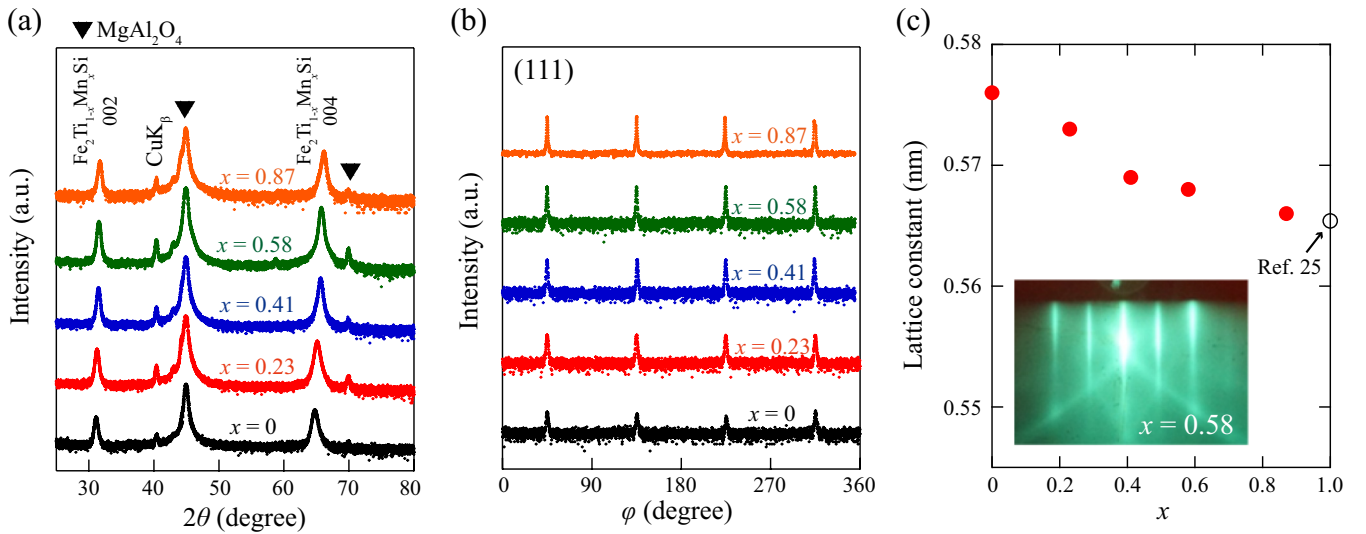 (a)
▼ MgAl₂O₄
Fe₂Ti₁₋ₓMnₓSi
002
CuKᵦ
Fe₂Ti₁₋ₓMnₓSi
004
x = 0.87
x = 0.58
x = 0.41
x = 0.23
x = 0
Intensity (a.u.)
30 40 50 60 70 80
2θ (degree)
(b)
(111)
x = 0.87
x = 0.58
x = 0.41
x = 0.23
x = 0
Intensity (a.u.)
0 90 180 270 360
φ (degree)
(c)
0.58
0.57
0.56
0.55
Lattice constant (nm)
Ref. 25
x = 0.58
0 0.2 0.4 0.6 0.8 1.0
x